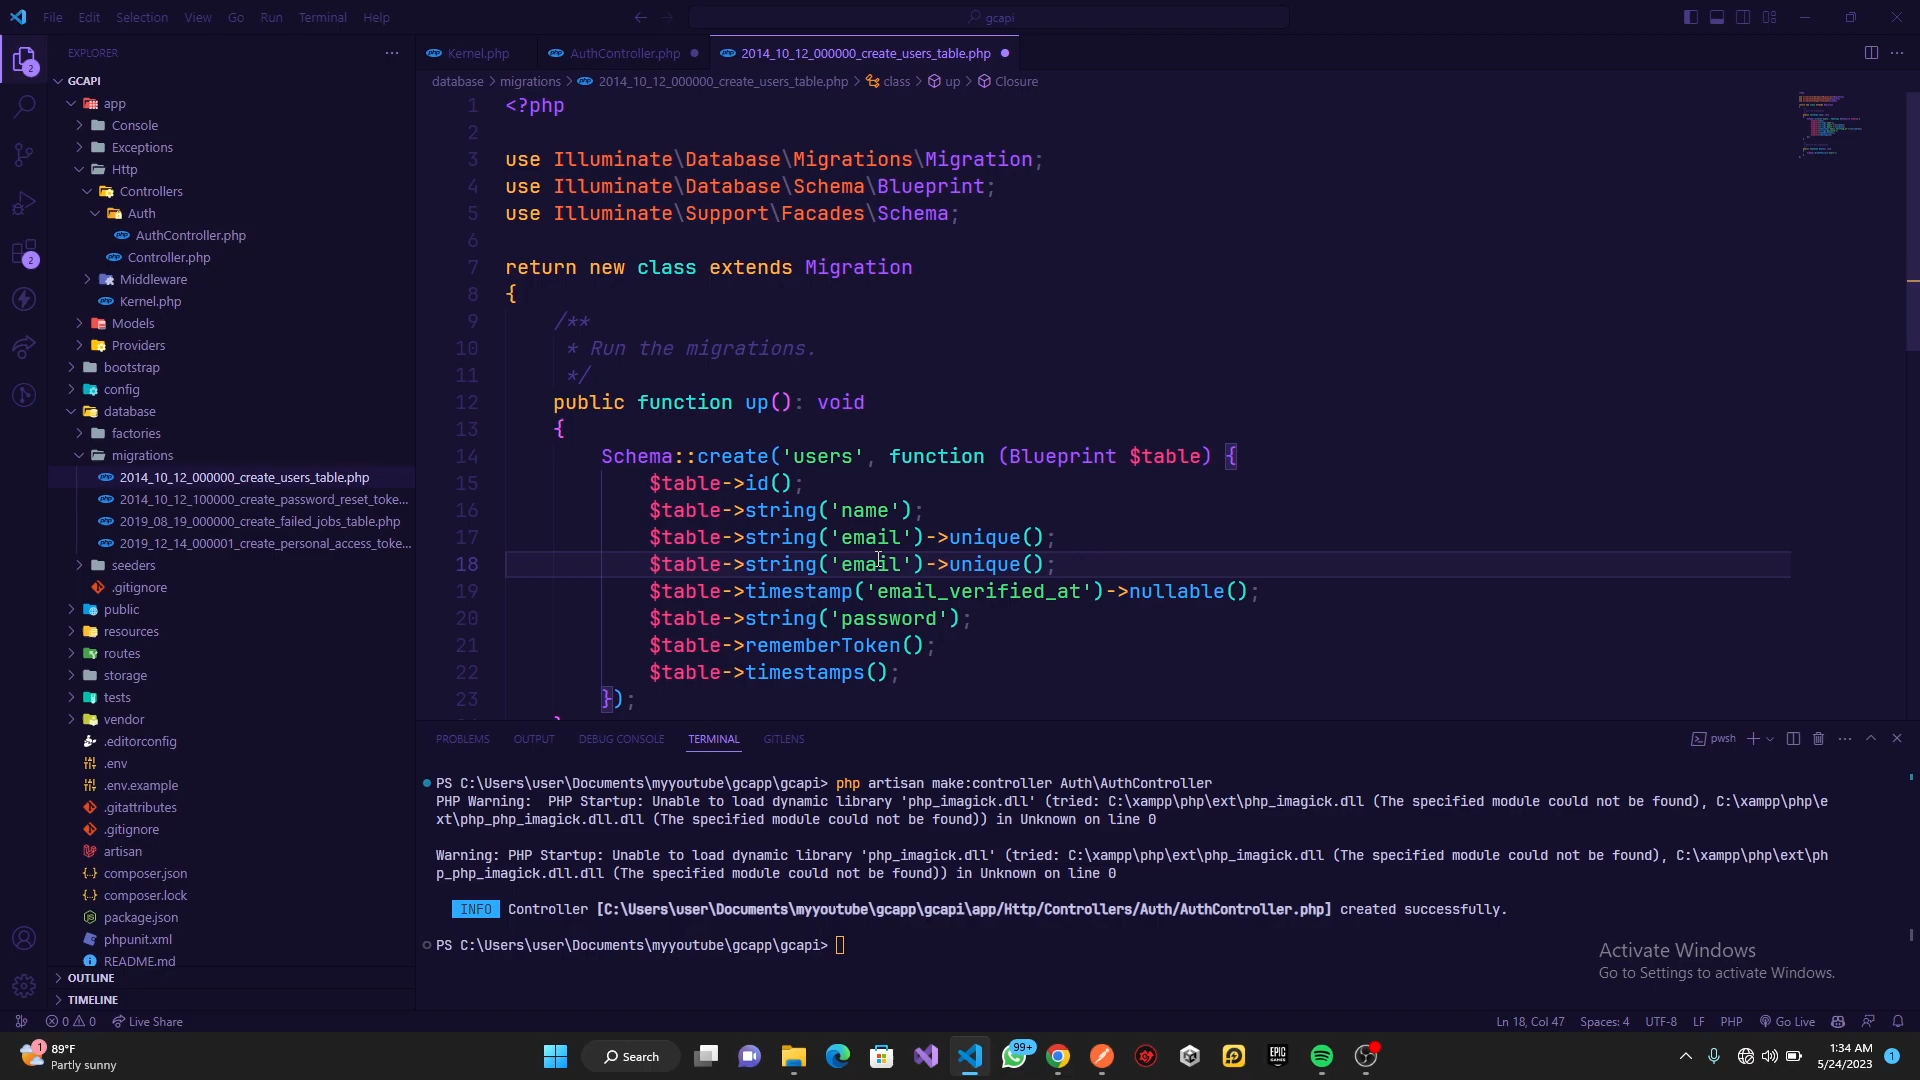 File Edit Selection View Go Run Terminal Help
gcapi
EXPLORER
Kernel.php
AuthController.php
2014_10_12_000000_create_users_table.php
database > migrations > 2014_10_12_000000_create_users_table.php > class > up > Closure
2
2
GCAPI
app
Console
Exceptions
Http
Controllers
Auth
AuthController.php
Controller.php
Middleware
Kernel.php
Models
Providers
bootstrap
config
database
factories
migrations
2014_10_12_000000_create_users_table.php
2014_10_12_100000_create_password_reset_toke...
2019_08_19_000000_create_failed_jobs_table.php
2019_12_14_000001_create_personal_access_toke...
seeders
.gitignore
public
resources
routes
storage
tests
vendor
.editorconfig
.env
.env.example
.gitattributes
.gitignore
artisan
composer.json
composer.lock
package.json
phpunit.xml
README.md
OUTLINE
TIMELINE
1 <?php
2
3 use Illuminate\Database\Migrations\Migration;
4 use Illuminate\Database\Schema\Blueprint;
5 use Illuminate\Support\Facades\Schema;
6
7 return new class extends Migration
8 {
9 /**
10 * Run the migrations.
11 */
12 public function up(): void
13 {
14 Schema::create('users', function (Blueprint $table) {
15 $table->id();
16 $table->string('name');
17 $table->string('email')->unique();
18 $table->string('email')->unique();
19 $table->timestamp('email_verified_at')->nullable();
20 $table->string('password');
21 $table->rememberToken();
22 $table->timestamps();
23 });
PROBLEMS OUTPUT DEBUG CONSOLE TERMINAL GITLENS
pwsh
PS C:\Users\user\Documents\myyoutube\gcapp\gcapi> php artisan make:controller Auth\AuthController
PHP Warning:  PHP Startup: Unable to load dynamic library 'php_imagick.dll' (tried: C:\xampp\php\ext\php_imagick.dll (The specified module could not be found), C:\xampp\php\e
xt\php_php_imagick.dll.dll (The specified module could not be found)) in Unknown on line 0
Warning: PHP Startup: Unable to load dynamic library 'php_imagick.dll' (tried: C:\xampp\php\ext\php_imagick.dll (The specified module could not be found), C:\xampp\php\ext\ph
p_php_imagick.dll.dll (The specified module could not be found)) in Unknown on line 0
INFO Controller [C:\Users\user\Documents\myyoutube\gcapp\gcapi\app/Http/Controllers/Auth/AuthController.php] created successfully.
PS C:\Users\user\Documents\myyoutube\gcapp\gcapi>
Activate Windows
Go to Settings to activate Windows.
0 0 Live Share
Ln 18, Col 47 Spaces: 4 UTF-8 LF PHP Go Live
1
89°F
Partly sunny
Search
99+
EPIC GAMES
1:34 AM
5/24/2023
1